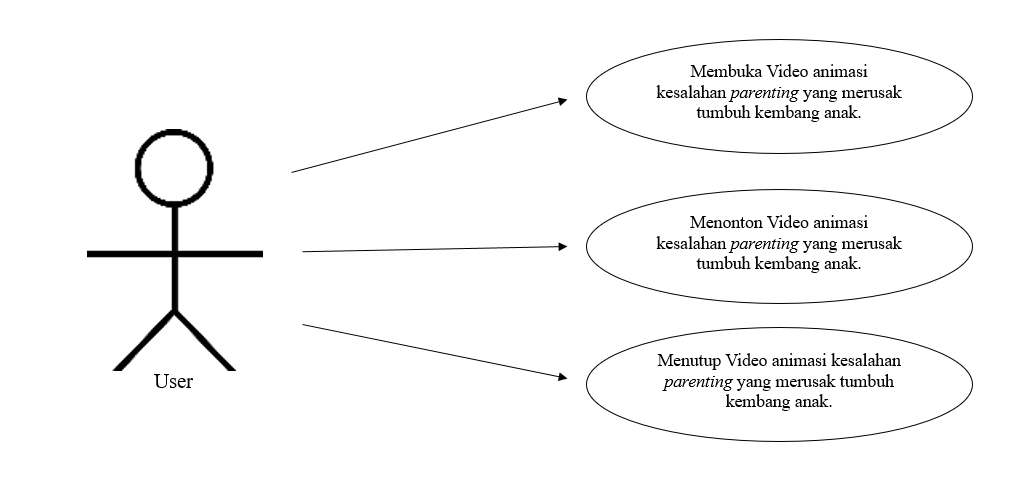 Membuka Video animasi
kesalahan parenting yang merusak
tumbuh kembang anak.
Menonton Video animasi
kesalahan parenting yang merusak
tumbuh kembang anak.
Menutup Video animasi kesalahan
parenting yang merusak tumbuh
kembang anak.
User